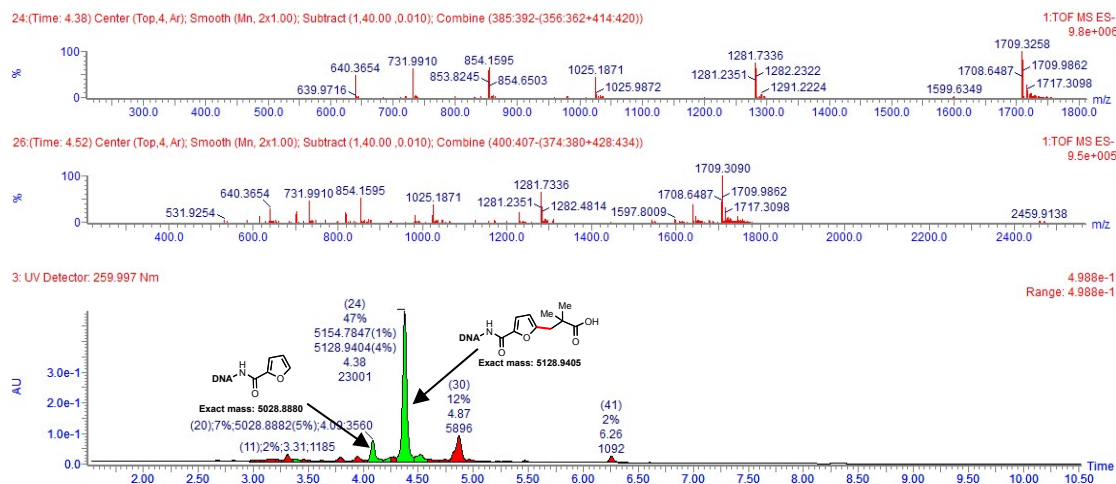 24:(Time: 4.38) Center (Top,4, Ar); Smooth (Mn, 2x1.00); Subtract (1,40.00 ,0.010); Combine (385:392-(356:362+414:420))
1:TOF MS ES-
9.8e+006
100
%
0
640.3654
639.9716
731.9910
854.1595
853.8245
854.6503
1025.1871
1025.9872
1281.7336
1281.2351
1282.2322
1291.2224
1599.6349
1709.3258
1708.6487
1709.9862
1717.3098
300.0 400.0 500.0 600.0 700.0 800.0 900.0 1000.0 1100.0 1200.0 1300.0 1400.0 1500.0 1600.0 1700.0 1800.0
m/z
26:(Time: 4.52) Center (Top,4, Ar); Smooth (Mn, 2x1.00); Subtract (1,40.00 ,0.010); Combine (400:407-(374:380+428:434))
1:TOF MS ES-
9.5e+005
100
%
0
531.9254
640.3654
731.9910
854.1595
1025.1871
1281.7336
1281.2351
1282.4814
1597.8009
1709.3090
1708.6487
1709.9862
1717.3098
2459.9138
400.0 600.0 800.0 1000.0 1200.0 1400.0 1600.0 1800.0 2000.0 2200.0 2400.0
m/z
3: UV Detector: 259.997 Nm
4.988e-1
Range: 4.988e-1
AU
3.0e-1
2.0e-1
1.0e-1
0.0
(24)
47%
5154.7847(1%)
5128.9404(4%)
4.38
23001
DNA
H
N
O
O
Exact mass: 5028.8880
(20);7%;5028.8882(5%);4.09;3560
(11);2%;3.31;1185
DNA
H
N
O
O
Me
Me
OH
O
Exact mass: 5128.9405
(30)
12%
4.87
5896
(41)
2%
6.26
1092
2.00 2.50 3.00 3.50 4.00 4.50 5.00 5.50 6.00 6.50 7.00 7.50 8.00 8.50 9.00 9.50 10.00 10.50
Time